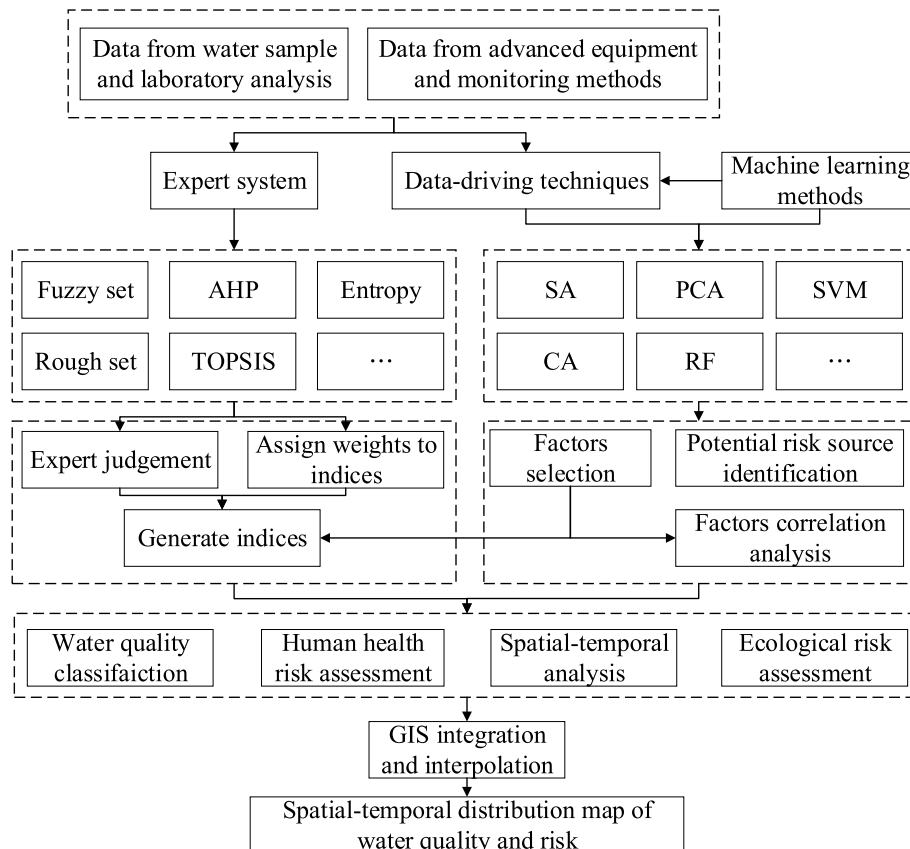 Data from water sample
and laboratory analysis
Data from advanced equipment
and monitoring methods
Expert system
Data-driving techniques
Machine learning
methods
Fuzzy set
AHP
Entropy
Rough set
TOPSIS
...
SA
PCA
SVM
CA
RF
...
Expert judgement
Assign weights to
indices
Generate indices
Factors
selection
Potential risk source
identification
Factors correlation
analysis
Water quality
classifaiction
Human health
risk assessment
Spatial-temporal
analysis
Ecological risk
assessment
GIS integration
and interpolation
Spatial-temporal distribution map of
water quality and risk